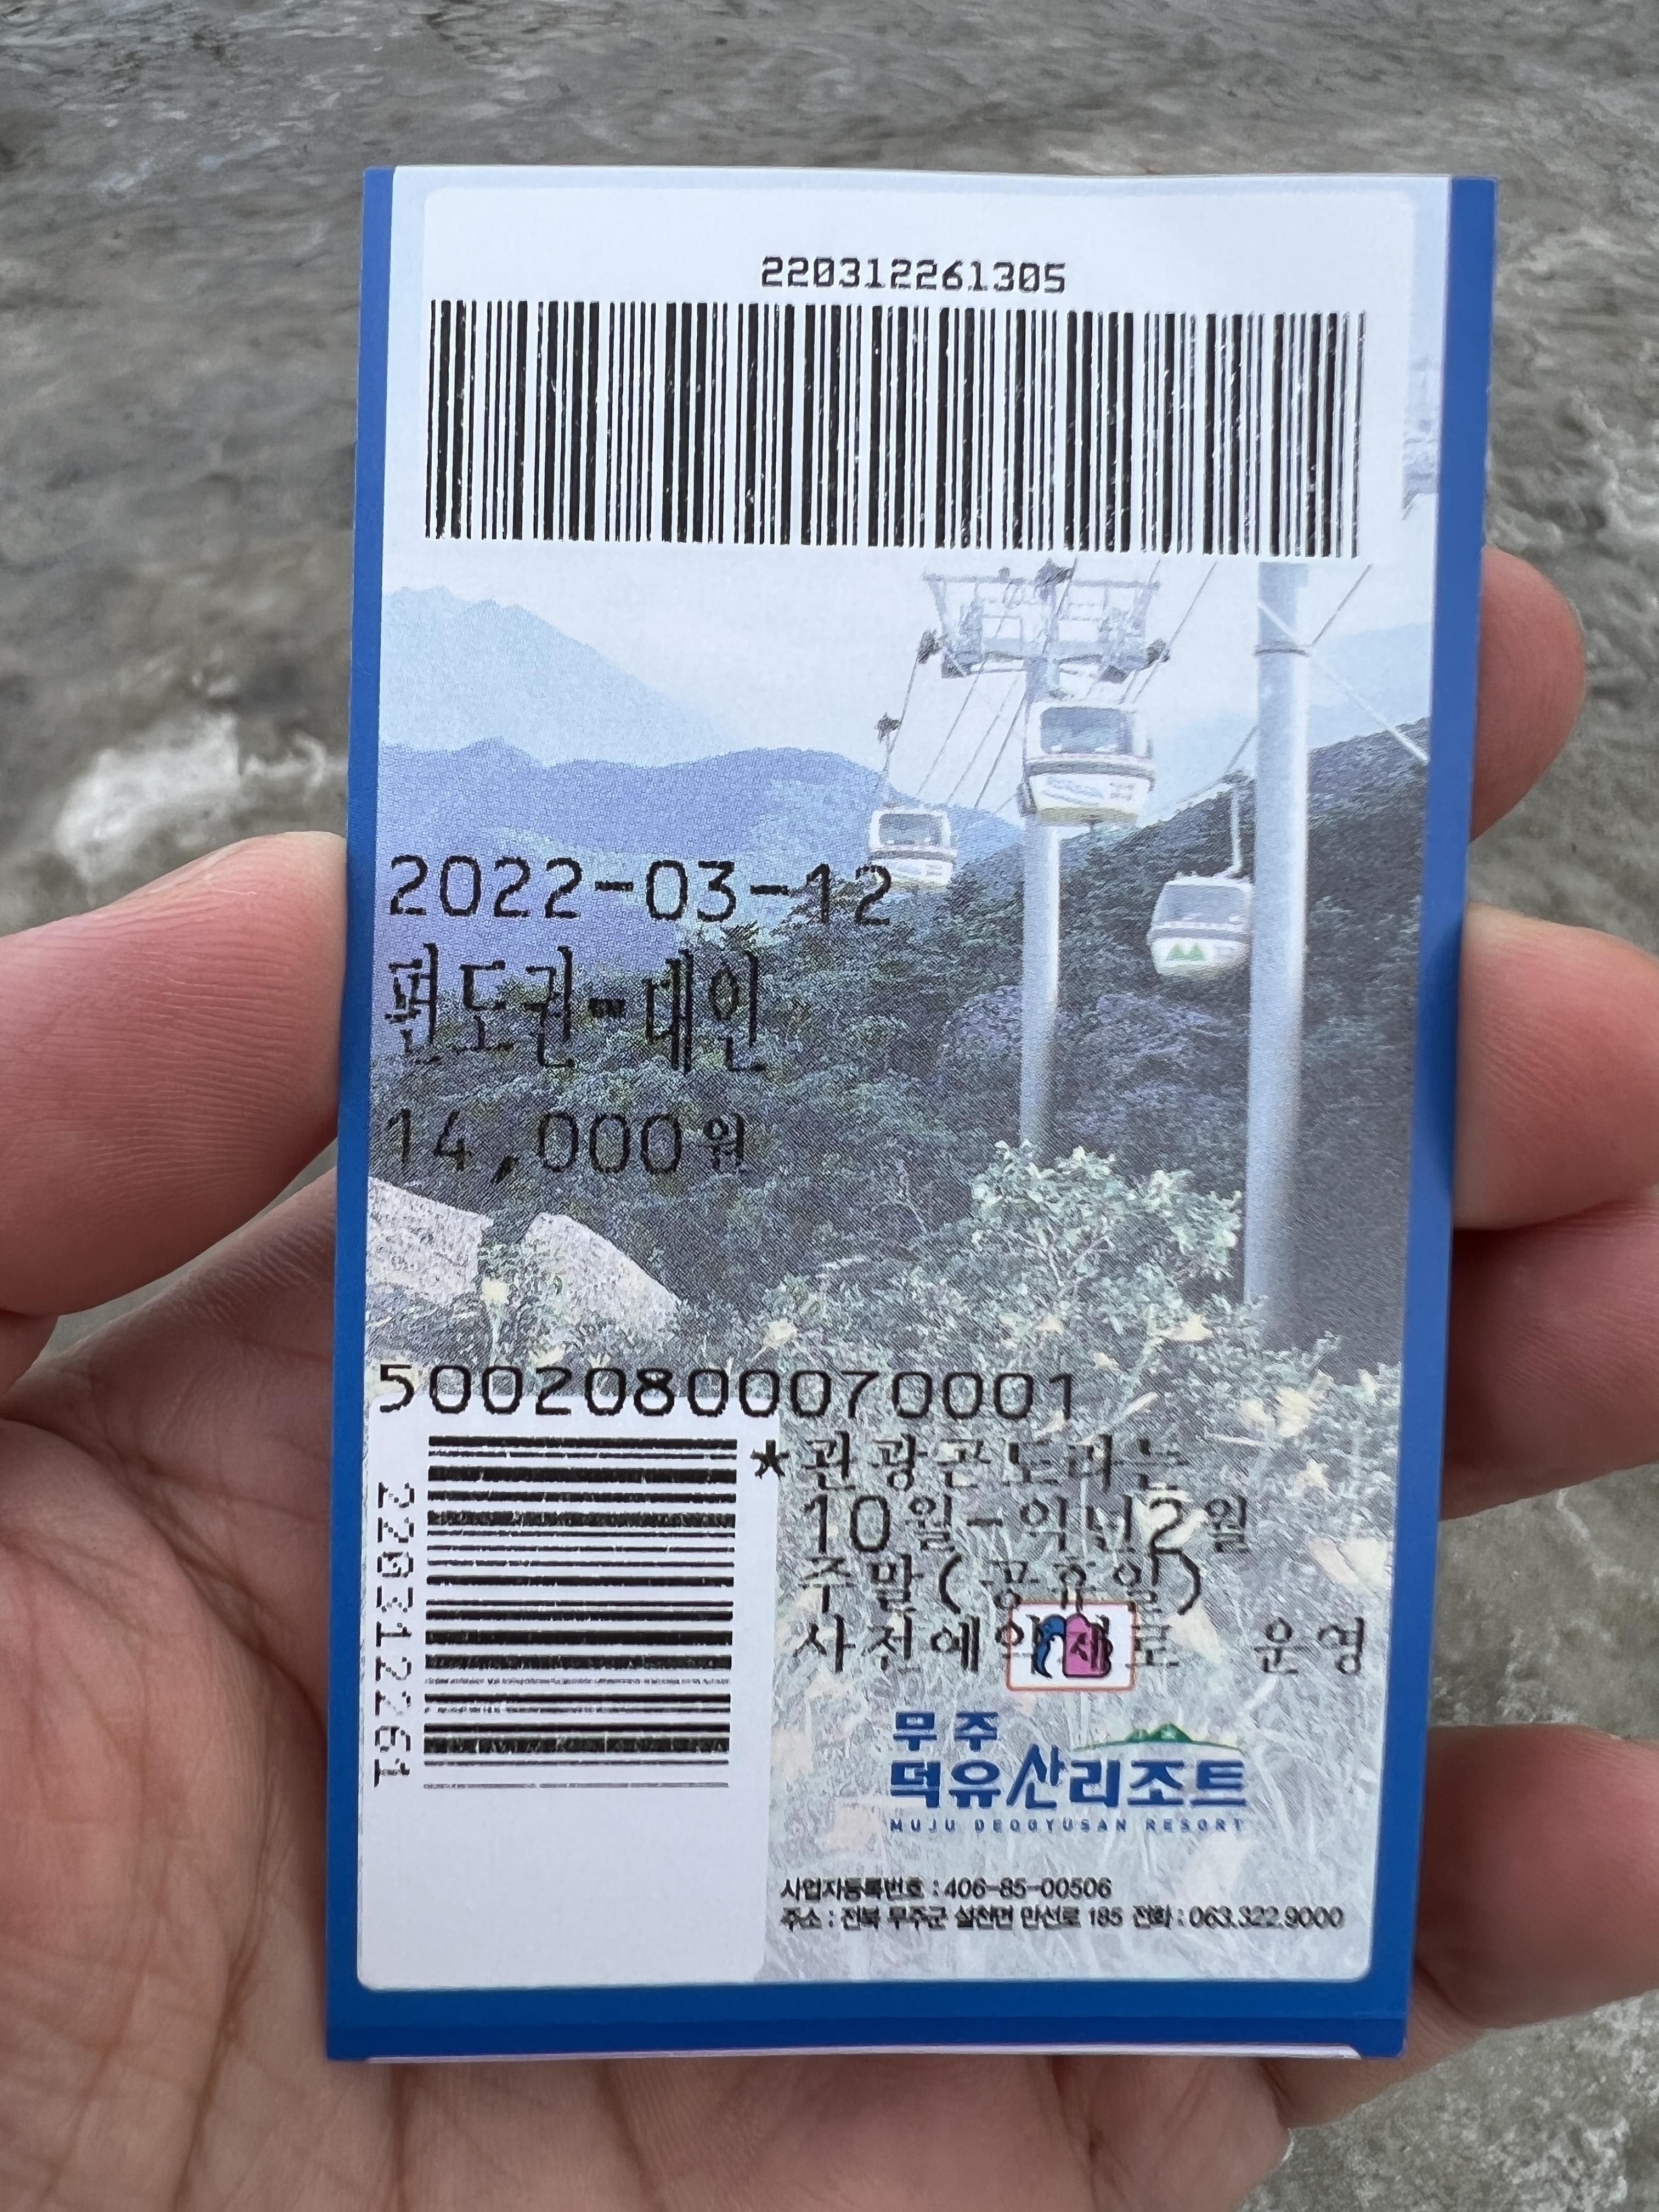 220312261305
2022-03-12
편도권-대인
14,000원
500208000070001
*관광곤도라는
10월-익년2월
주말(공휴일)
사전예약제로 운영
220312261
무주
덕유산리조트
MUJU DEOGYUSAN RESORT
사업자등록번호 : 406-85-00506
주소 : 전북 무주군 설천면 만선로 185 전화 : 063.322.9000